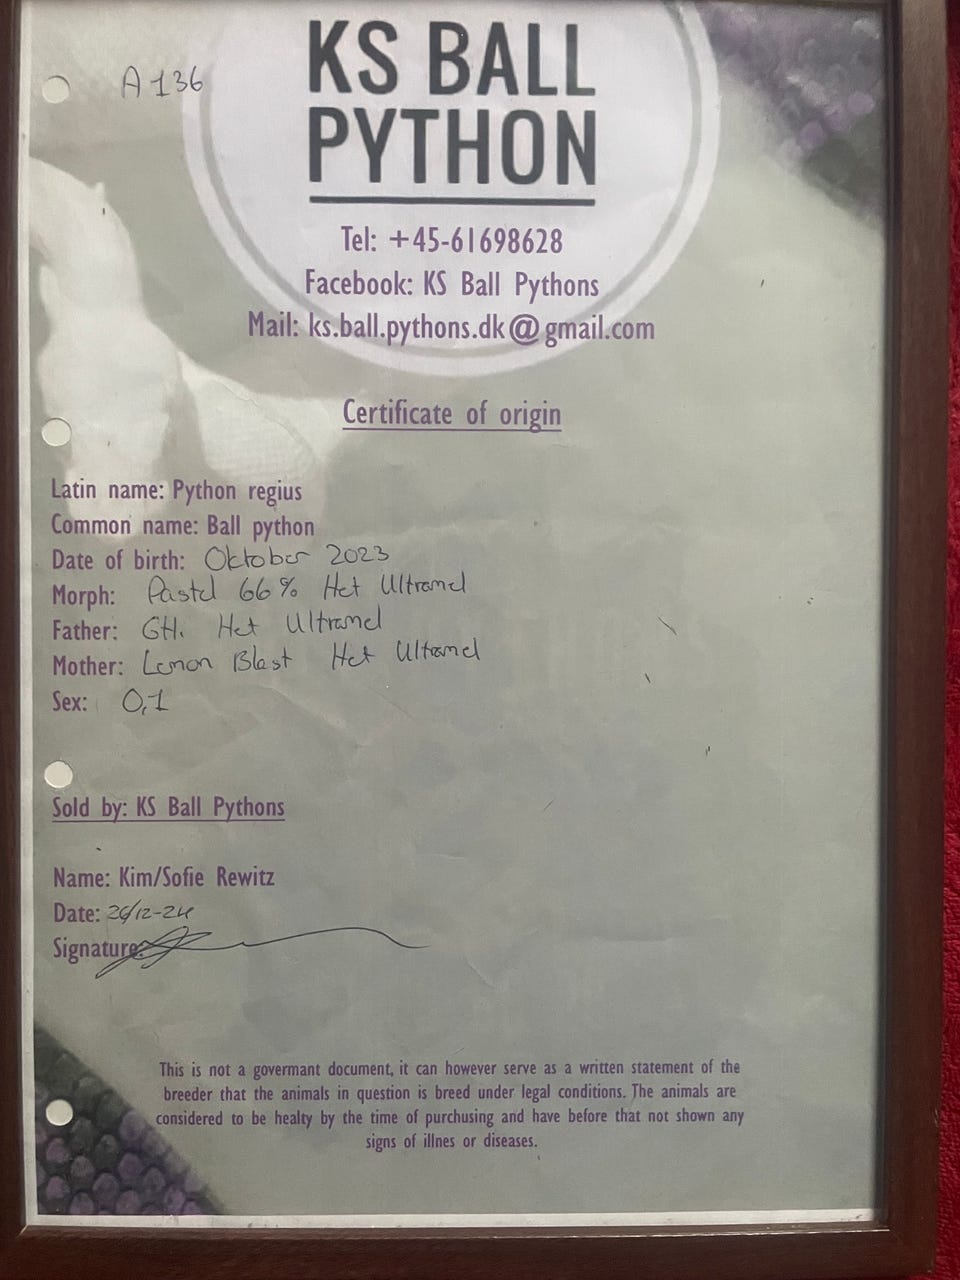 A136
KS BALL
PYTHON
Tel: +45-61698628
Facebook: KS Ball Pythons
Mail: ks.ball.pythons.dk@gmail.com
Certificate of origin
Latin name: Python regius
Common name: Ball python
Date of birth: Oktober 2023
Morph: Pastel 66% Het Ultramel
Father: GH. Het Ultramel
Mother: Lemon Blast Het Ultramel
Sex: 0,1
Sold by: KS Ball Pythons
Name: Kim/Sofie Rewitz
Date: 26/12-24
Signature:
This is not a govermant document, it can however serve as a written statement of the
breeder that the animals in question is breed under legal conditions. The animals are
considered to be healty by the time of purchusing and have before that not shown any
signs of illnes or diseases.